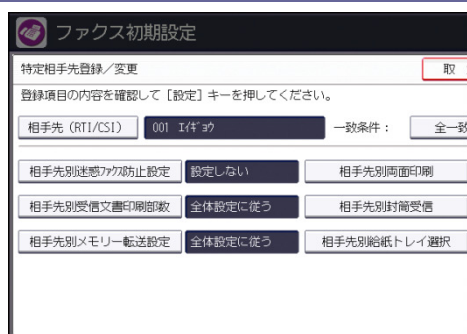 ファクス初期設定
特定相手先登録／変更 取
登録項目の内容を確認して［設定］キーを押してください。
相手先（RTI/CSI） 001 ｴｲｷﾞｮｳ 一致条件： 全一致
相手先別迷惑ﾌｧｸｽ防止設定 設定しない 相手先別両面印刷
相手先別受信文書印刷部数 全体設定に従う 相手先別封筒受信
相手先別メモリー転送設定 全体設定に従う 相手先別給紙トレイ選択